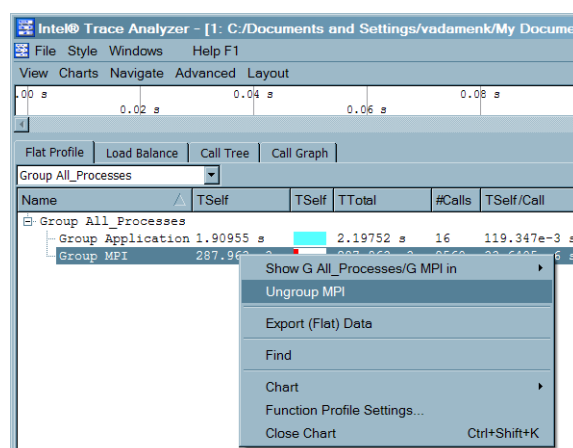 Intel® Trace Analyzer - [1: C:/Documents and Settings/vadamenk/My Docume
File Style Windows Help F1
View Charts Navigate Advanced Layout
.00 s 0.04 s 0.08 s
0.02 s 0.06 s
Flat Profile Load Balance Call Tree Call Graph
Group All_Processes
Name TSelf TSelf TTotal #Calls TSelf/Call
Group All_Processes
Group Application 1.90955 s 2.19752 s 16 119.347e-3 s
Group MPI
Show G All_Processes/G MPI in
Ungroup MPI
Export (Flat) Data
Find
Chart
Function Profile Settings...
Close Chart Ctrl+Shift+K